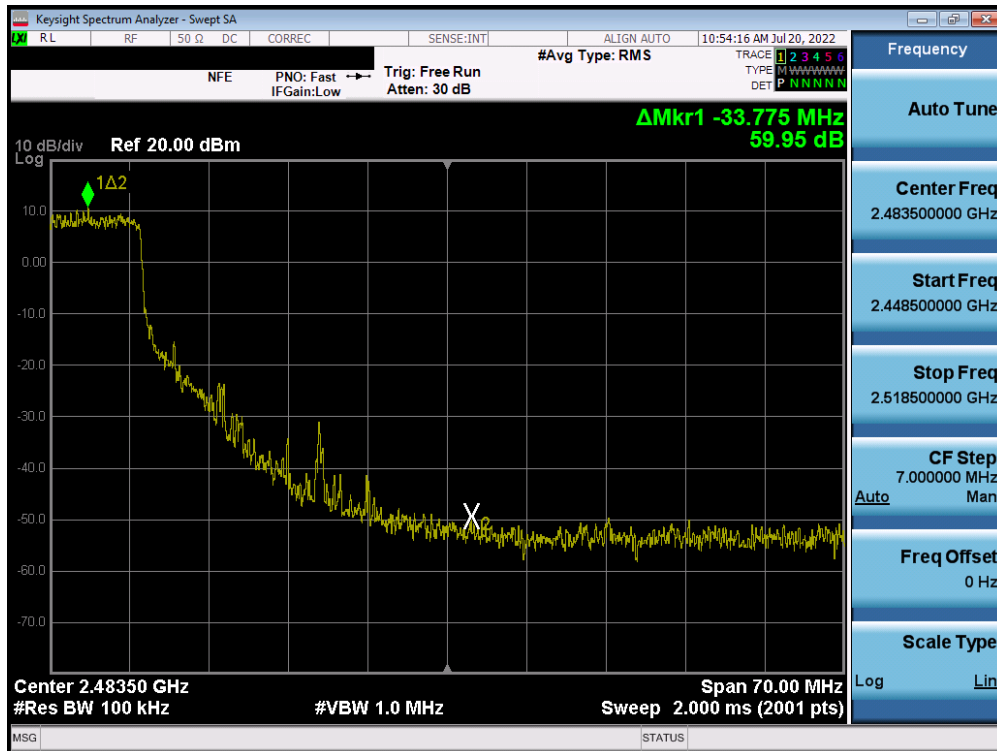 Keysight Spectrum Analyzer - Swept SA
LXI RL RF 50 Ω DC CORREC SENSE:INT ALIGN AUTO 10:54:16 AM Jul 20, 2022
#Avg Type: RMS TRACE 1 2 3 4 5 6
NFE PNO: Fast Trig: Free Run TYPE M WWWWW
IFGain:Low Atten: 30 dB DET P N N N N N
ΔMkr1 -33.775 MHz
59.95 dB
10 dB/div Ref 20.00 dBm
Log
1Δ2
10.0
0.00
-10.0
-20.0
-30.0
-40.0
-50.0
X2
-60.0
-70.0
Center 2.48350 GHz Span 70.00 MHz
#Res BW 100 kHz #VBW 1.0 MHz Sweep 2.000 ms (2001 pts)
MSG STATUS
Frequency
Auto Tune
Center Freq
2.483500000 GHz
Start Freq
2.448500000 GHz
Stop Freq
2.518500000 GHz
CF Step
7.000000 MHz
Auto Man
Freq Offset
0 Hz
Scale Type
Log Lin